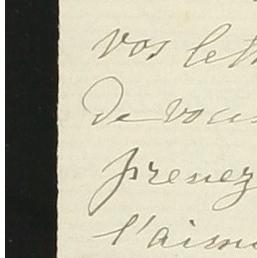 vos let
de vous
prenez
l'aim